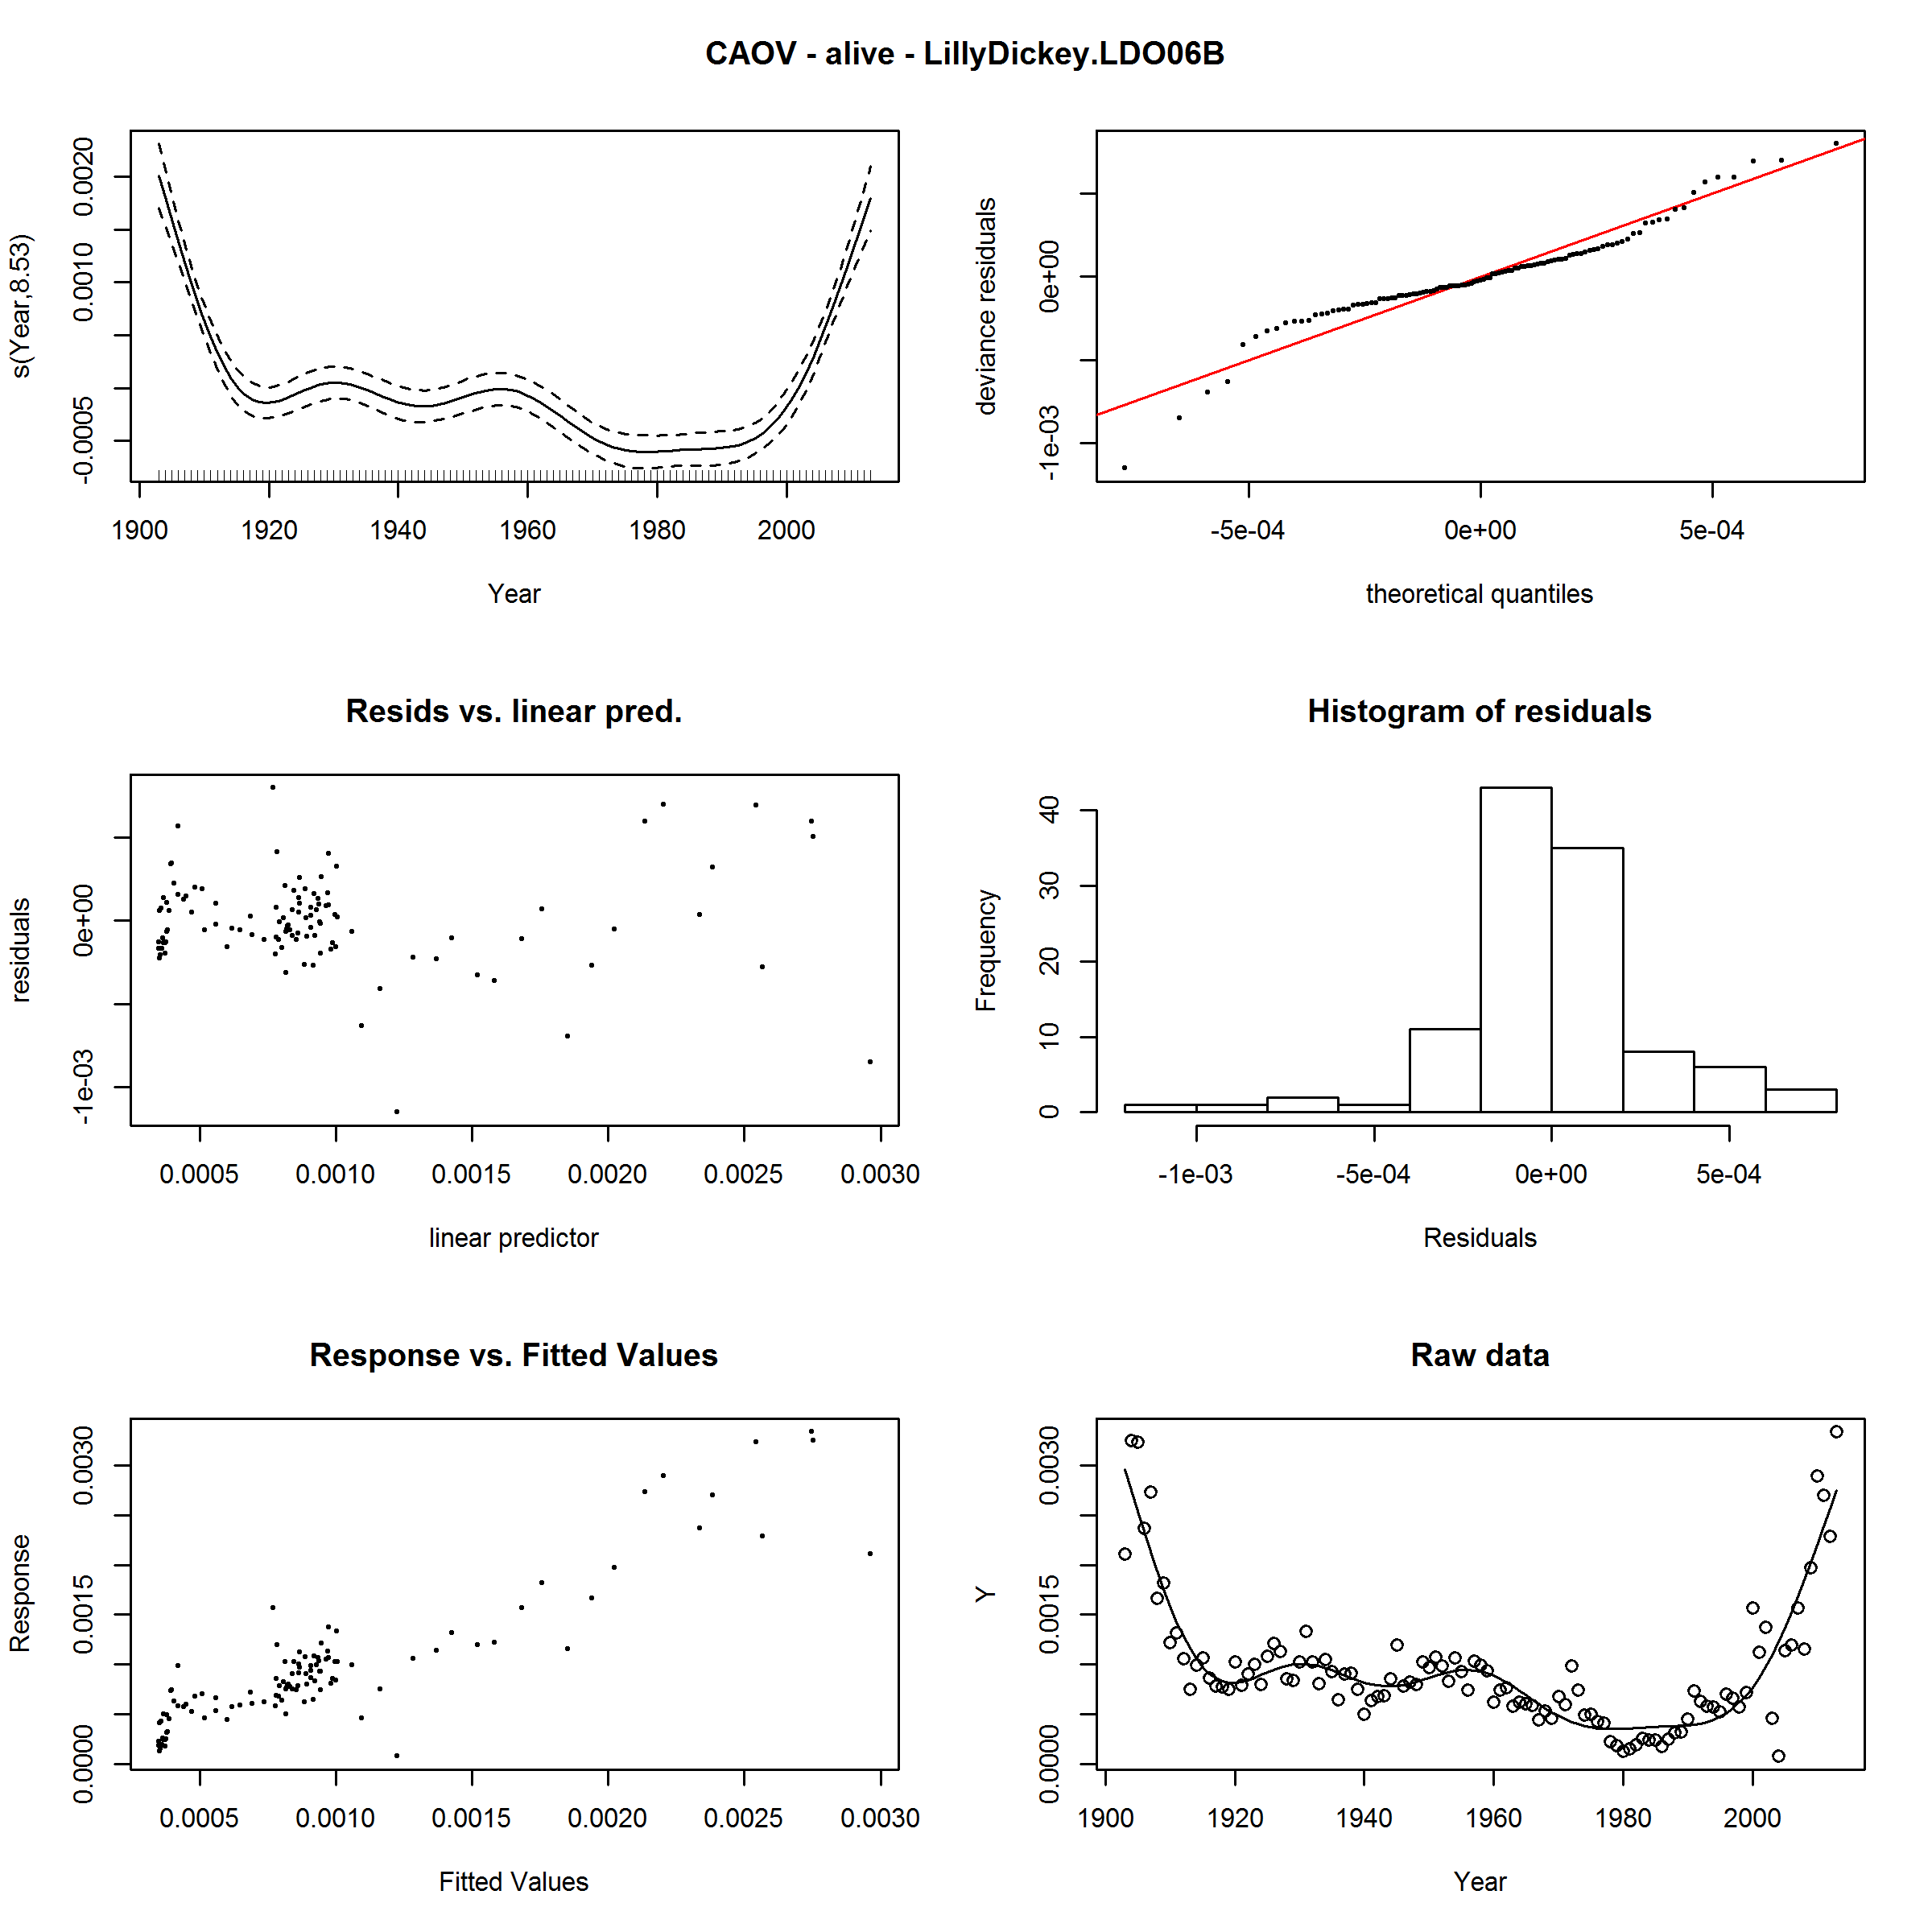 CAOV - alive - LillyDickey.LDO06B
s(Year,8.53)
-0.0005 0.0010 0.0020
1900 1920 1940 1960 1980 2000
Year
deviance residuals
-1e-03 0e+00
-5e-04 0e+00 5e-04
theoretical quantiles
Resids vs. linear pred.
residuals
-1e-03 0e+00
0.0005 0.0010 0.0015 0.0020 0.0025 0.0030
linear predictor
Histogram of residuals
Frequency
0 10 20 30 40
-1e-03 -5e-04 0e+00 5e-04
Residuals
Response vs. Fitted Values
Response
0.0000 0.0015 0.0030
0.0005 0.0010 0.0015 0.0020 0.0025 0.0030
Fitted Values
Raw data
Y
0.0000 0.0015 0.0030
1900 1920 1940 1960 1980 2000
Year